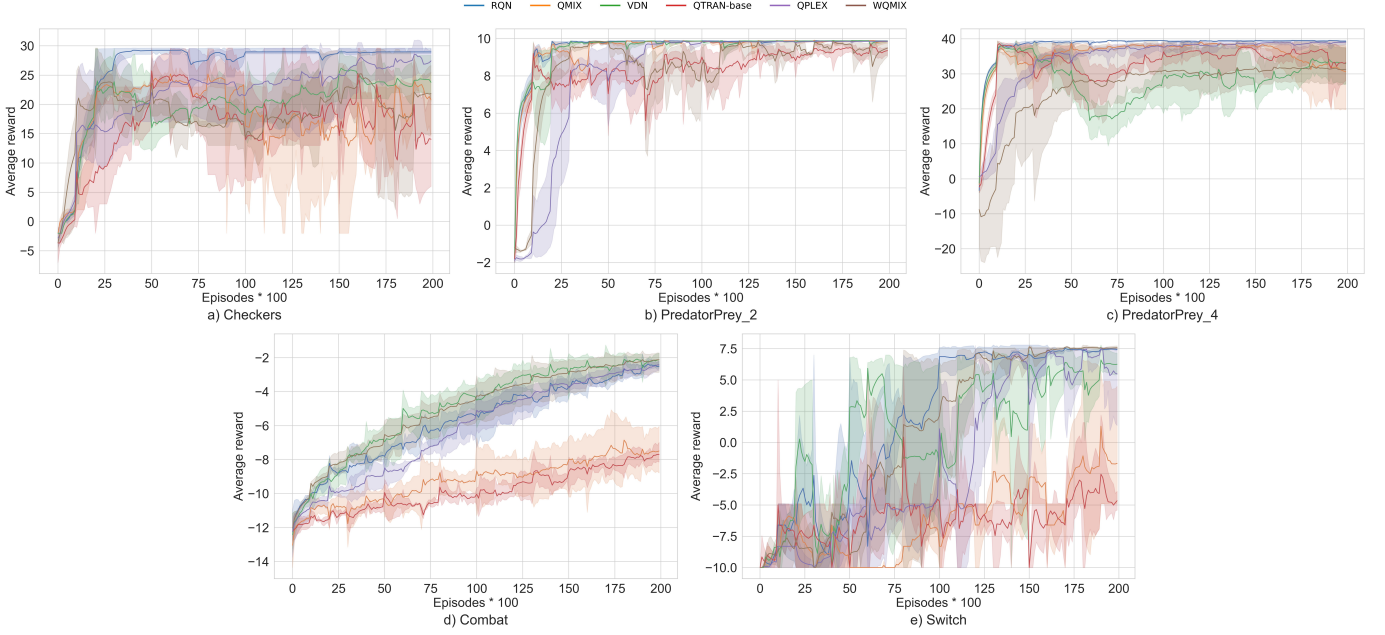 RQN QMIX VDN QTRAN-base QPLEX WQMIX
Average reward
30
25
20
15
10
5
0
−5
0 25 50 75 100 125 150 175 200
Episodes * 100
a) Checkers
Average reward
10
8
6
4
2
0
−2
0 25 50 75 100 125 150 175 200
Episodes * 100
b) PredatorPrey_2
Average reward
40
30
20
10
0
−10
−20
0 25 50 75 100 125 150 175 200
Episodes * 100
c) PredatorPrey_4
Average reward
−2
−4
−6
−8
−10
−12
−14
0 25 50 75 100 125 150 175 200
Episodes * 100
d) Combat
Average reward
7.5
5.0
2.5
0.0
−2.5
−5.0
−7.5
−10.0
0 25 50 75 100 125 150 175 200
Episodes * 100
e) Switch